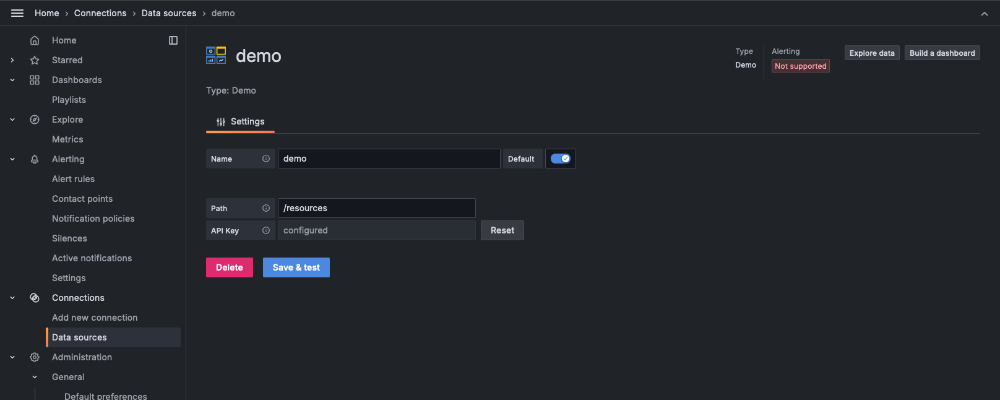 Home › Connections › Data sources › demo
Home
Starred
Dashboards
Playlists
Explore
Metrics
Alerting
Alert rules
Contact points
Notification policies
Silences
Active notifications
Settings
Connections
Add new connection
Data sources
Administration
General
Default preferences
demo
Type
Demo
Alerting
Not supported
Explore data
Build a dashboard
Type: Demo
Settings
Name
demo
Default
Path
/resources
API Key
configured
Reset
Delete
Save & test